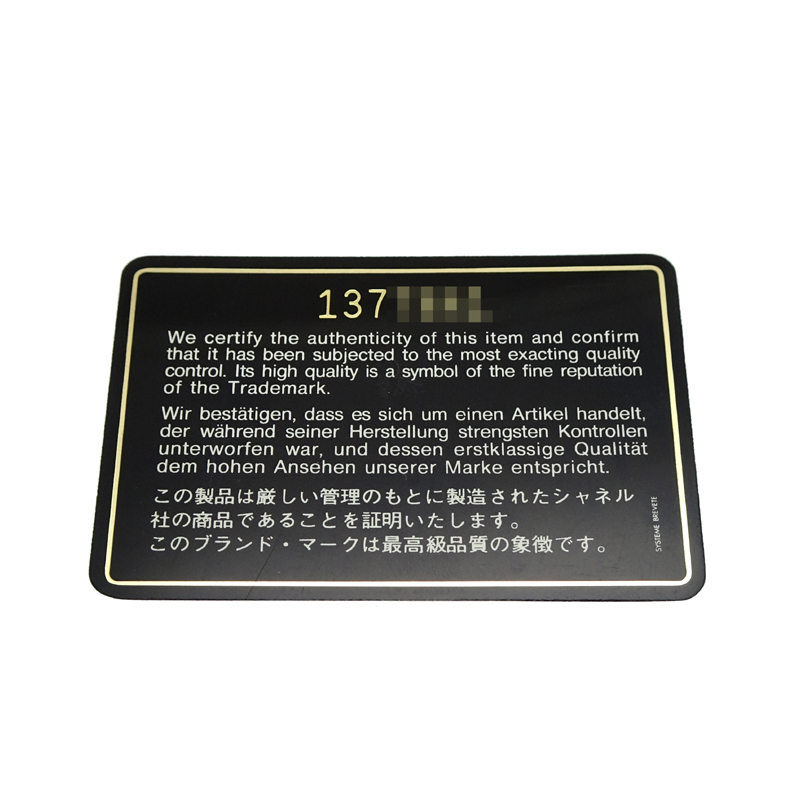 137
We certify the authenticity of this item and confirm
that it has been subjected to the most exacting quality
control. Its high quality is a symbol of the fine reputation
of the Trademark.
Wir bestätigen, dass es sich um einen Artikel handelt,
der während seiner Herstellung strengsten Kontrollen
unterworfen war, und dessen erstklassige Qualität
dem hohen Ansehen unserer Marke entspricht.
この製品は厳しい管理のもとに製造されたシャネル
社の商品であることを証明いたします。
このブランド・マークは最高級品質の象徴です。
SYSTEME BREVETE